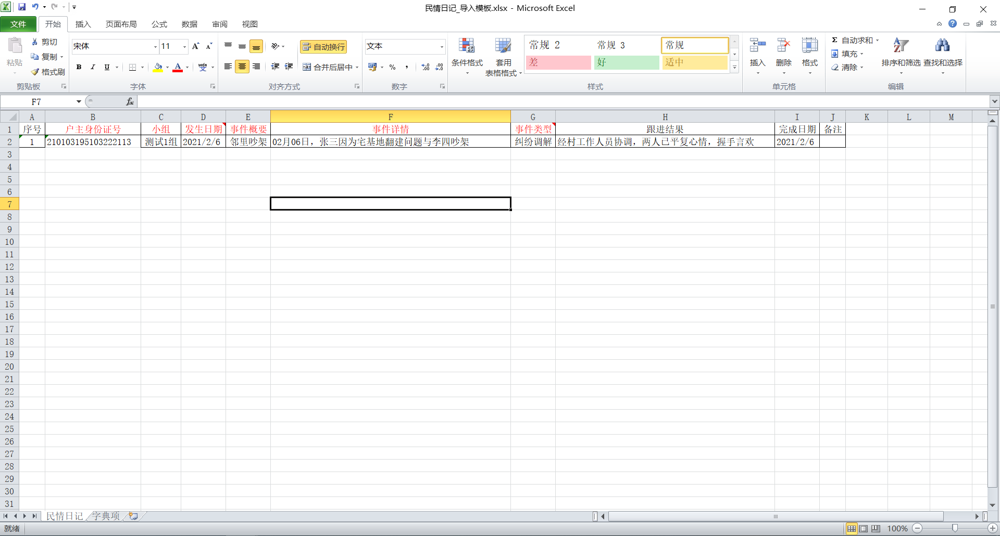 民情日记_导入模板.xlsx - Microsoft Excel
文件 开始 插入 页面布局 公式 数据 审阅 视图
粘贴
剪切
复制
格式刷
剪贴板
宋体 11
B I U 变
字体
自动换行
合并后居中
对齐方式
文本
% ,
数字
条件格式
套用
表格格式
常规 2 常规 3 常规
差 好 适中
样式
插入 删除 格式
单元格
Σ 自动求和
填充
清除
排序和筛选 查找和选择
编辑
F7 fx
A B C D E F G H I J K L M
1 序号 户主身份证号 小组 发生日期 事件概要 事件详情 事件类型 跟进结果 完成日期 备注
2 1 210103195103222113 测试1组 2021/2/6 邻里吵架 02月06日，张三因为宅基地翻建问题与李四吵架 纠纷调解 经村工作人员协调，两人已平复心情，握手言欢 2021/2/6
3
4
5
6
7
8
9
10
11
12
13
14
15
16
17
18
19
20
21
22
23
24
25
26
27
28
29
30
31
民情日记 字典项
就绪 100%